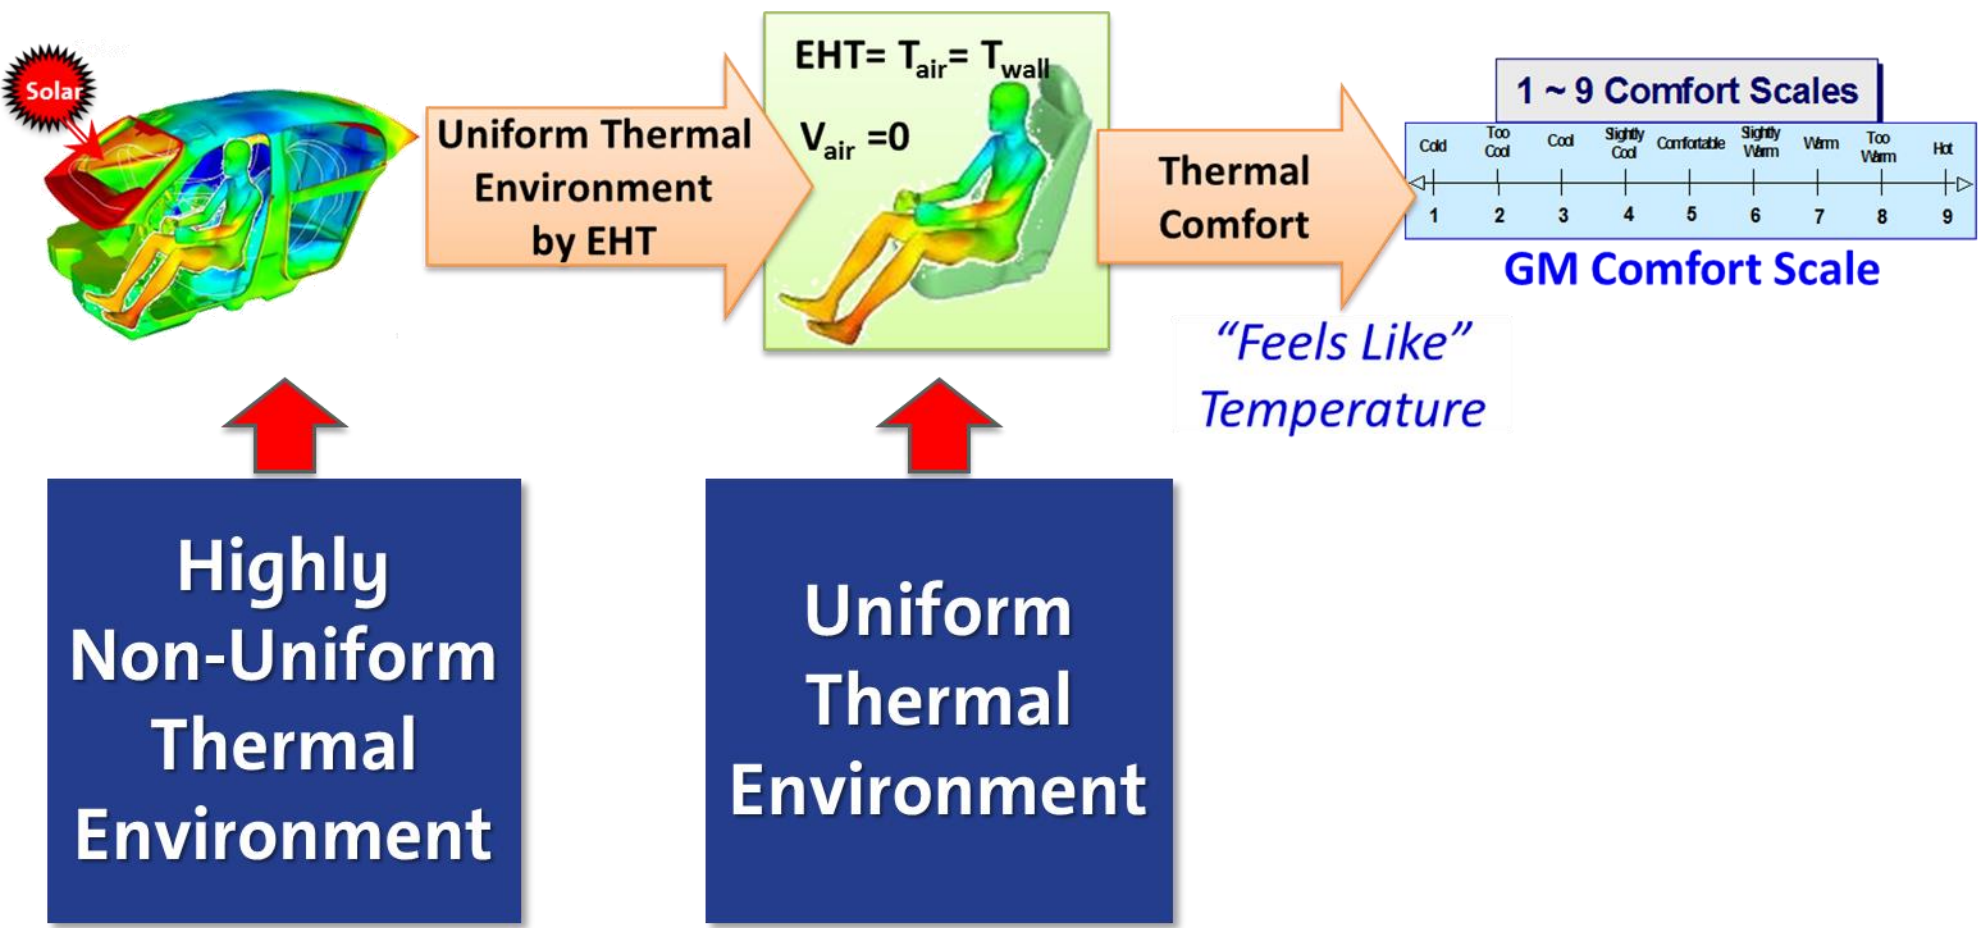 Solar
Uniform Thermal
Environment
by EHT
EHT= Tair= Twall
Vair =0
Thermal
Comfort
1 ~ 9 Comfort Scales
Cold
Too
Cool
Cool
Slightly
Cool
Comfortable
Slightly
Warm
Warm
Too
Warm
Hot
1 2 3 4 5 6 7 8 9
GM Comfort Scale
“Feels Like”
Temperature
Highly
Non-Uniform
Thermal
Environment
Uniform
Thermal
Environment